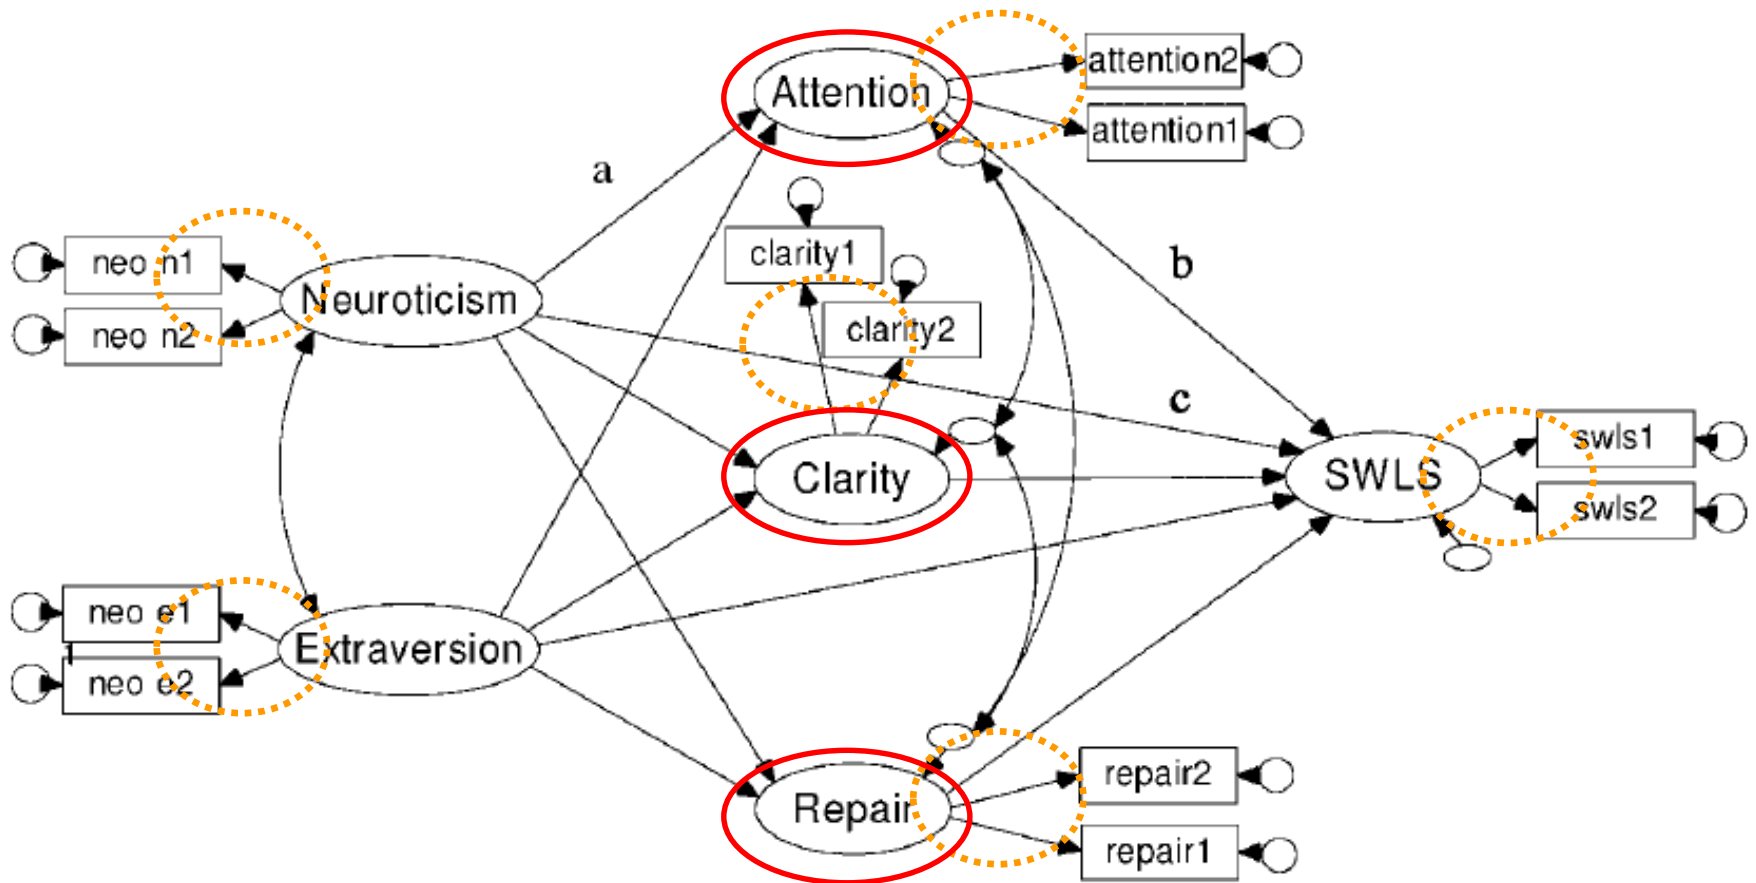 attention2
Attention
attention1
a
clarity1
b
neo n1
Neuroticism
neo n2
clarity2
c
swls1
Clarity
SWLS
swls2
neo e1
1
Extraversion
neo e2
repair2
Repair
repair1